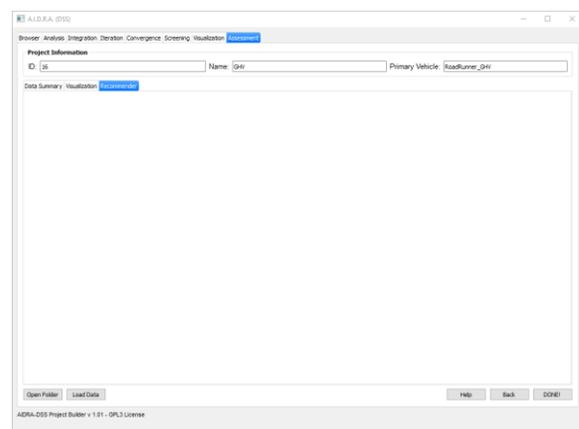 A.I.D.R.A. (DSS)
Browser Analysis Integration Iteration Convergence Screening Visualization Assessment
Project Information
ID: 16 Name: GHV Primary Vehicle: RoadRunner_GHV
Data Summary Visualization Recommender
Open Folder Load Data Help Back DONE!
AIDRA-DSS Project Builder v 1.01 - GPL3 License